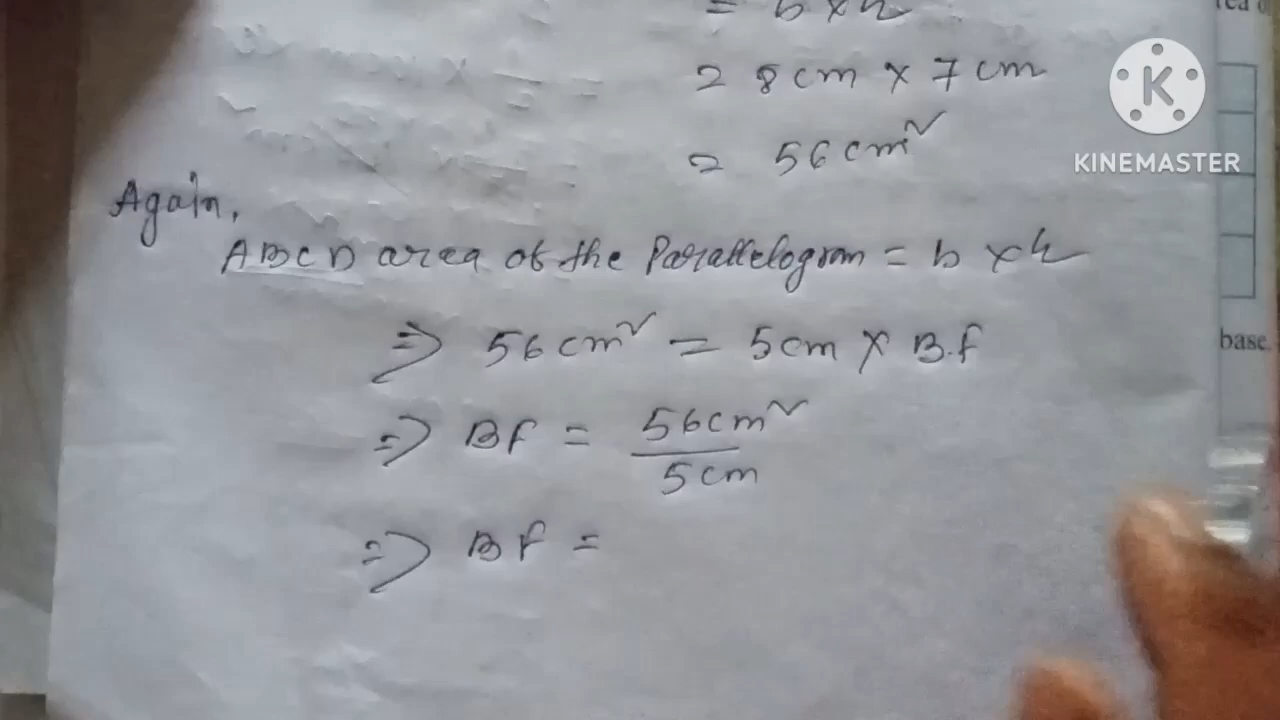 = b × h
= 8 cm × 7 cm
= 56 cm²
K
KINEMASTER
Again,
ABCD area of the Parallelogram = b × h
⇒ 56 cm² = 5 cm × B.F
⇒ BF = 56 cm² / 5 cm
⇒ BF =
base.